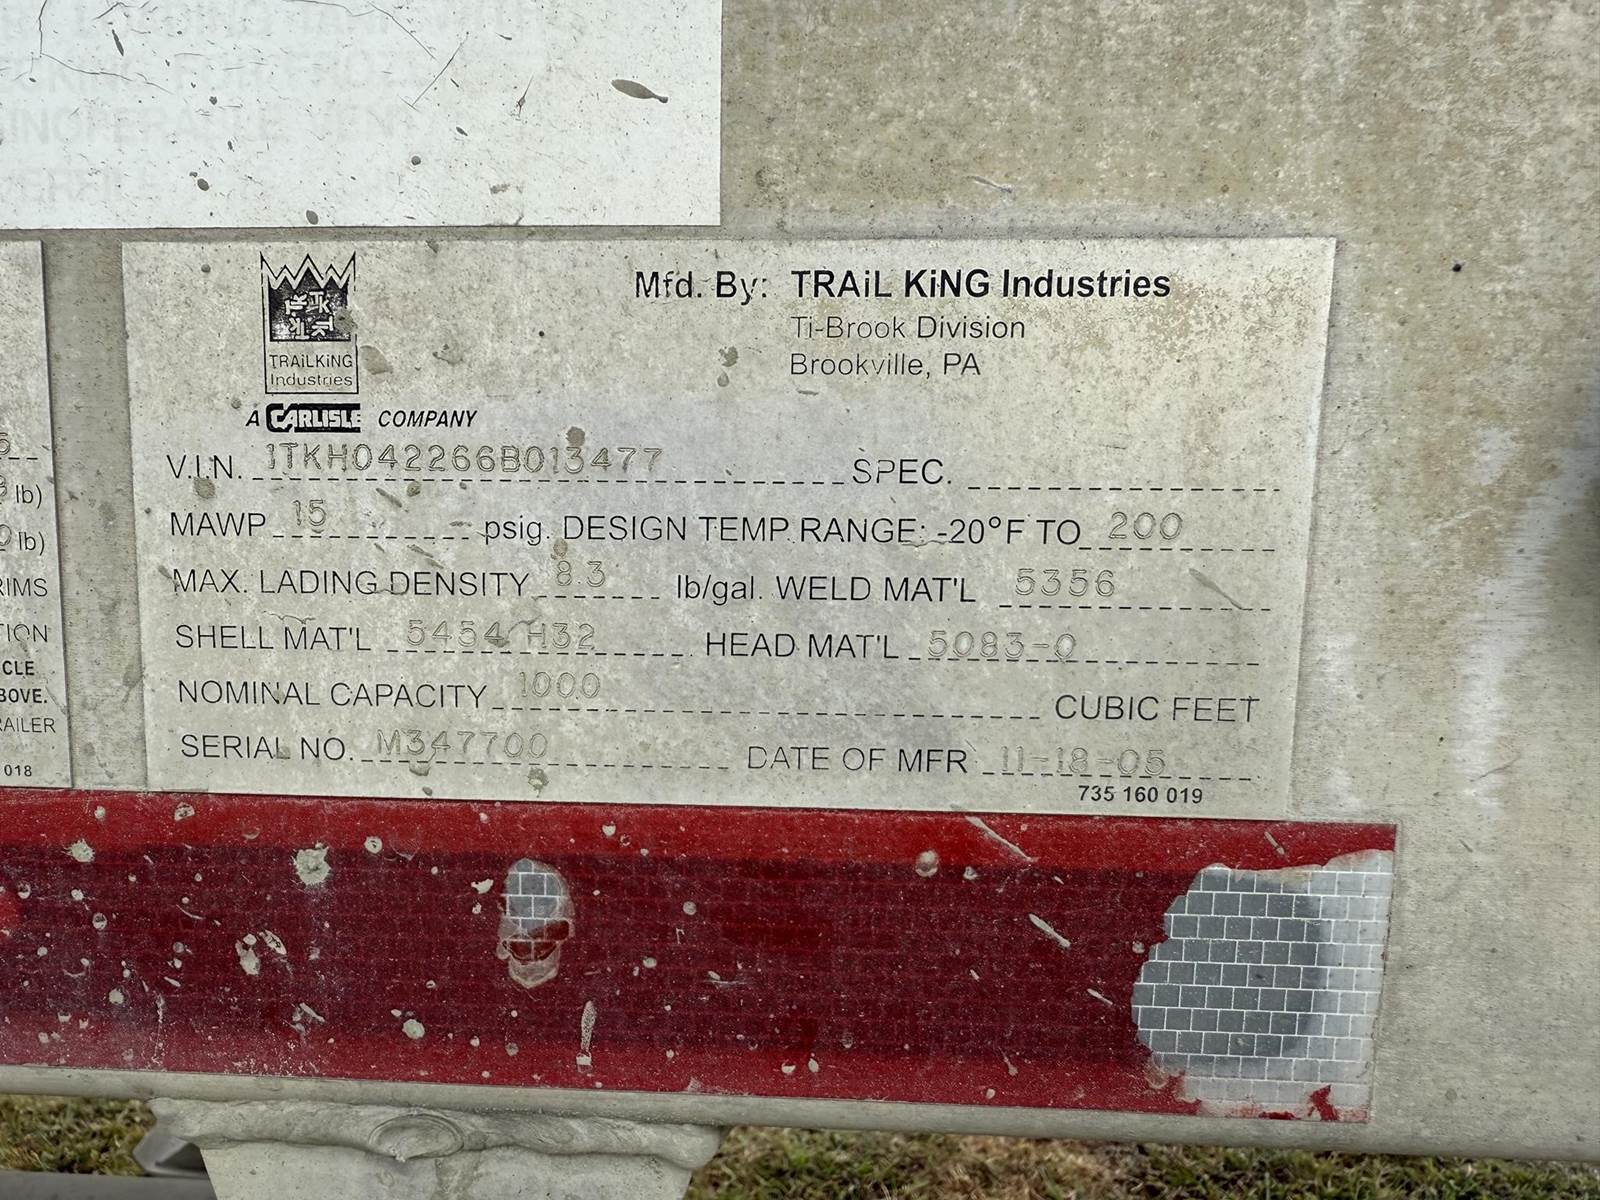 INOPERABLE VENT
Mfd. By: TRAiL KiNG Industries
Ti-Brook Division
Brookville, PA
TRAiLKiNG
Industries
A CARLISLE COMPANY
V.I.N. 1TKH042266B013477 SPEC.
MAWP 15 psig. DESIGN TEMP. RANGE: -20°F TO 200
MAX. LADING DENSITY 8.3 lb/gal. WELD MAT'L 5356
SHELL MAT'L 5454 H32 HEAD MAT'L 5083-0
NOMINAL CAPACITY 1000 CUBIC FEET
SERIAL NO. M347700 DATE OF MFR 11-18-05
735 160 019
lb)
lb)
RIMS
TION
CLE
BOVE.
RAILER
018